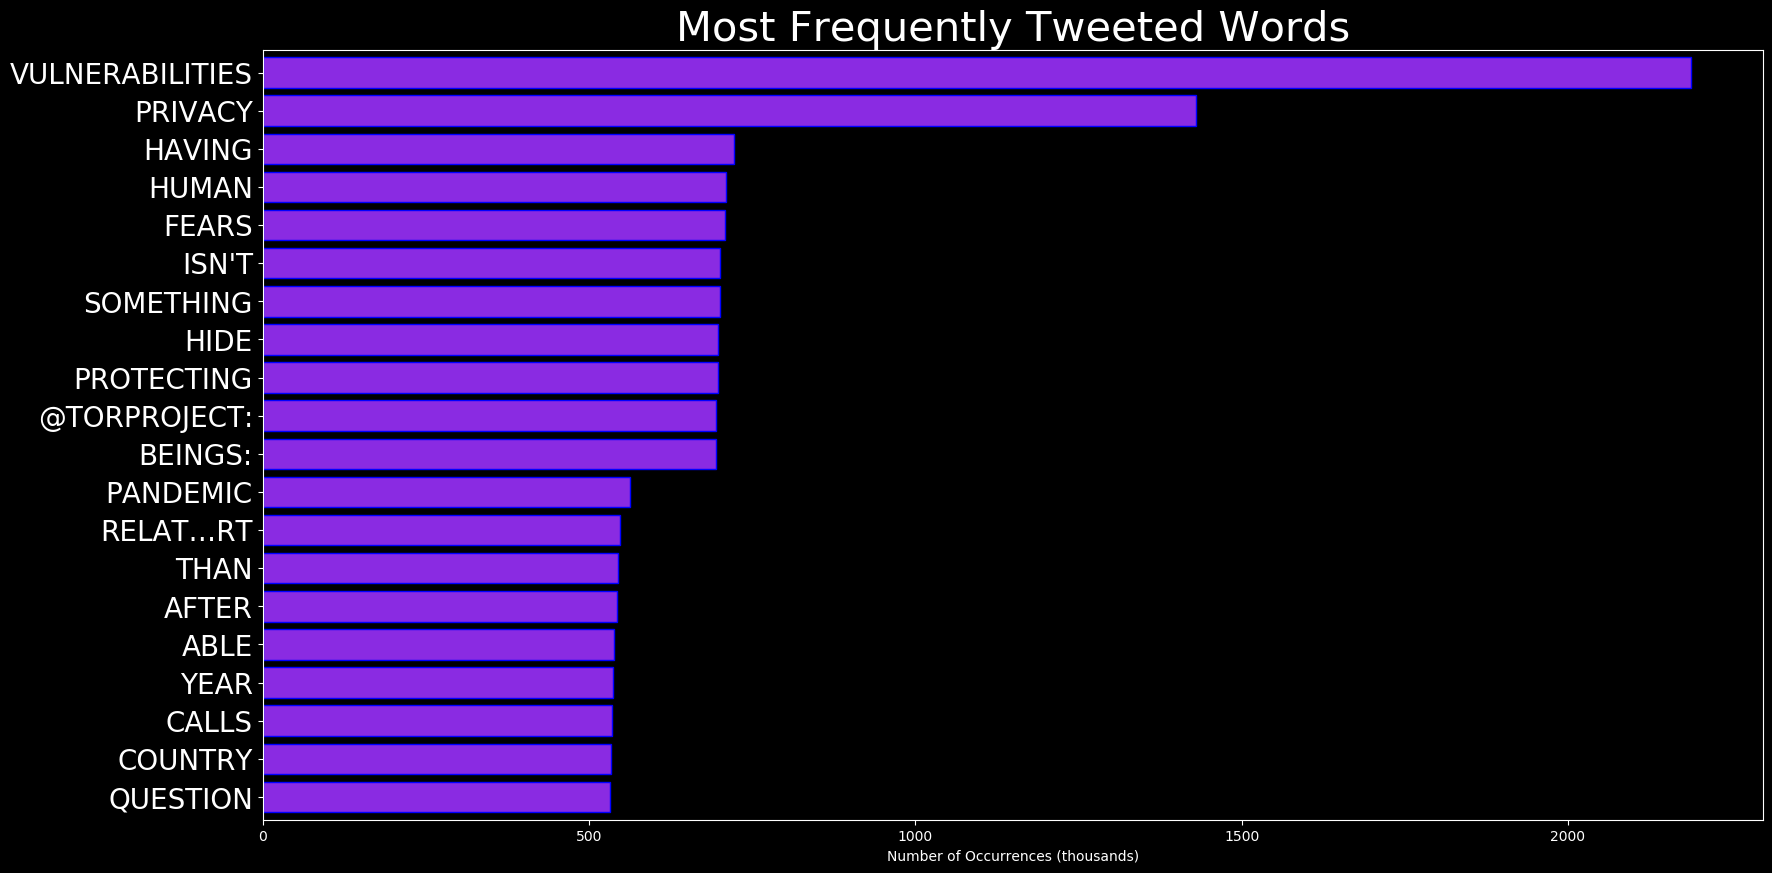 Most Frequently Tweeted Words
VULNERABILITIES
PRIVACY
HAVING
HUMAN
FEARS
ISN'T
SOMETHING
HIDE
PROTECTING
@TORPROJECT:
BEINGS:
PANDEMIC
RELAT…RT
THAN
AFTER
ABLE
YEAR
CALLS
COUNTRY
QUESTION
0 500 1000 1500 2000
Number of Occurrences (thousands)